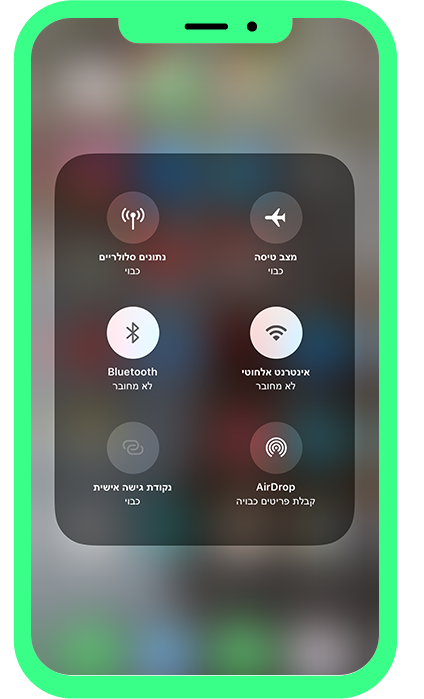 מצב טיסה
כבוי
נתונים סלולריים
כבוי
אינטרנט אלחוטי
לא מחובר
Bluetooth
לא מחובר
AirDrop
קבלת פריטים כבויה
נקודת גישה אישית
כבוי